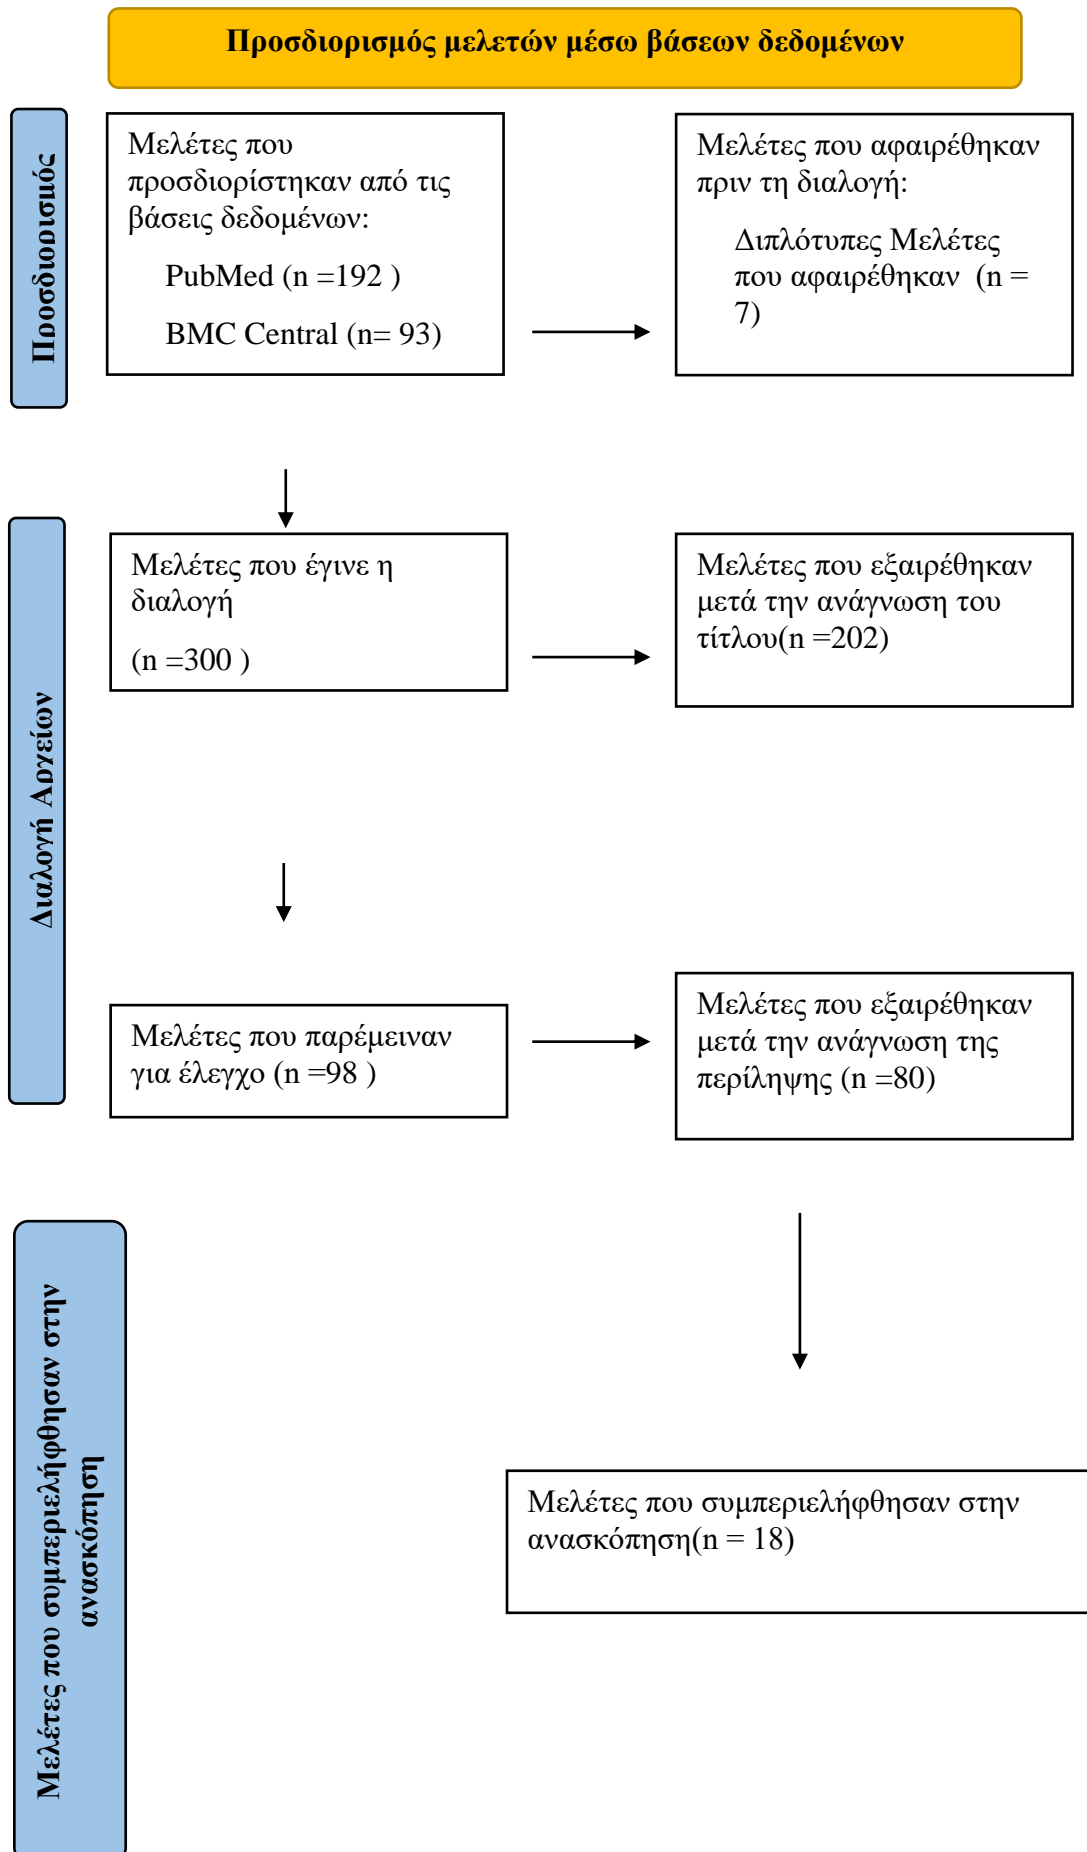 Προσδιορισμός μελετών μέσω βάσεων δεδομένων
Προσδιορισμός
Μελέτες που
προσδιορίστηκαν από τις
βάσεις δεδομένων:
PubMed (n =192 )
BMC Central (n= 93)
Μελέτες που αφαιρέθηκαν
πριν τη διαλογή:
Διπλότυπες Μελέτες
που αφαιρέθηκαν (n =
7)
Διαλογή Αρχείων
Μελέτες που έγινε η
διαλογή
(n =300 )
Μελέτες που εξαιρέθηκαν
μετά την ανάγνωση του
τίτλου(n =202)
Μελέτες που παρέμειναν
για έλεγχο (n =98 )
Μελέτες που εξαιρέθηκαν
μετά την ανάγνωση της
περίληψης (n =80)
Μελέτες που συμπεριελήφθησαν στην
ανασκόπηση
Μελέτες που συμπεριελήφθησαν στην
ανασκόπηση(n = 18)